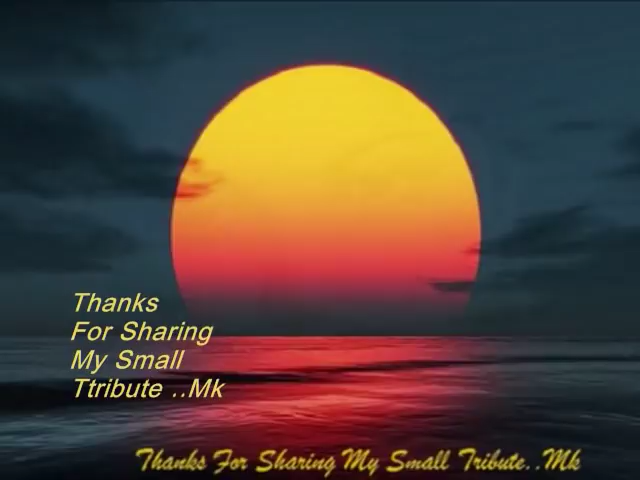 Thanks
For Sharing
My Small
Ttribute ..Mk
Thanks For Sharing My Small Tribute..Mk